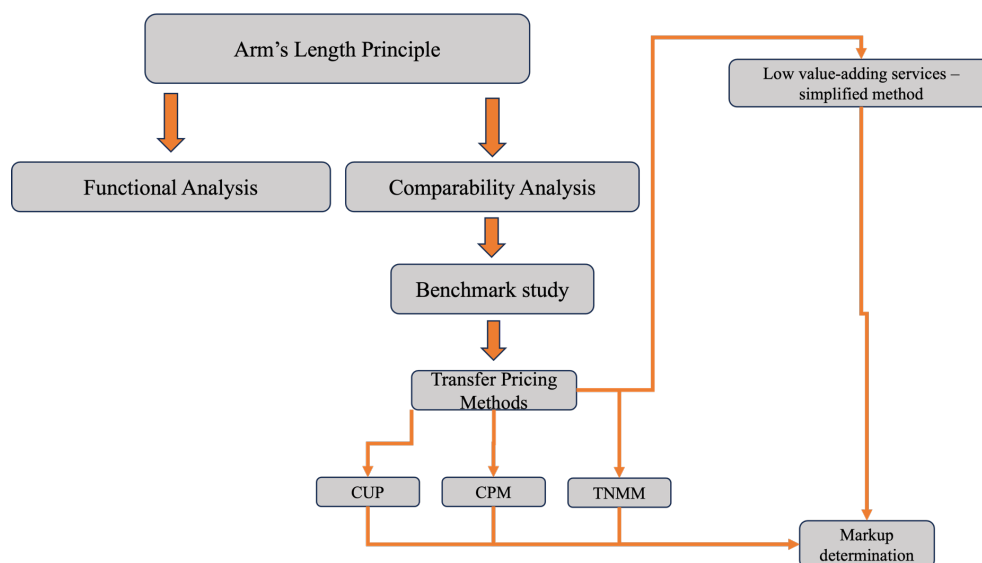 Arm's Length Principle
Low value-adding services –
simplified method
Functional Analysis
Comparability Analysis
Benchmark study
Transfer Pricing
Methods
CUP
CPM
TNMM
Markup
determination